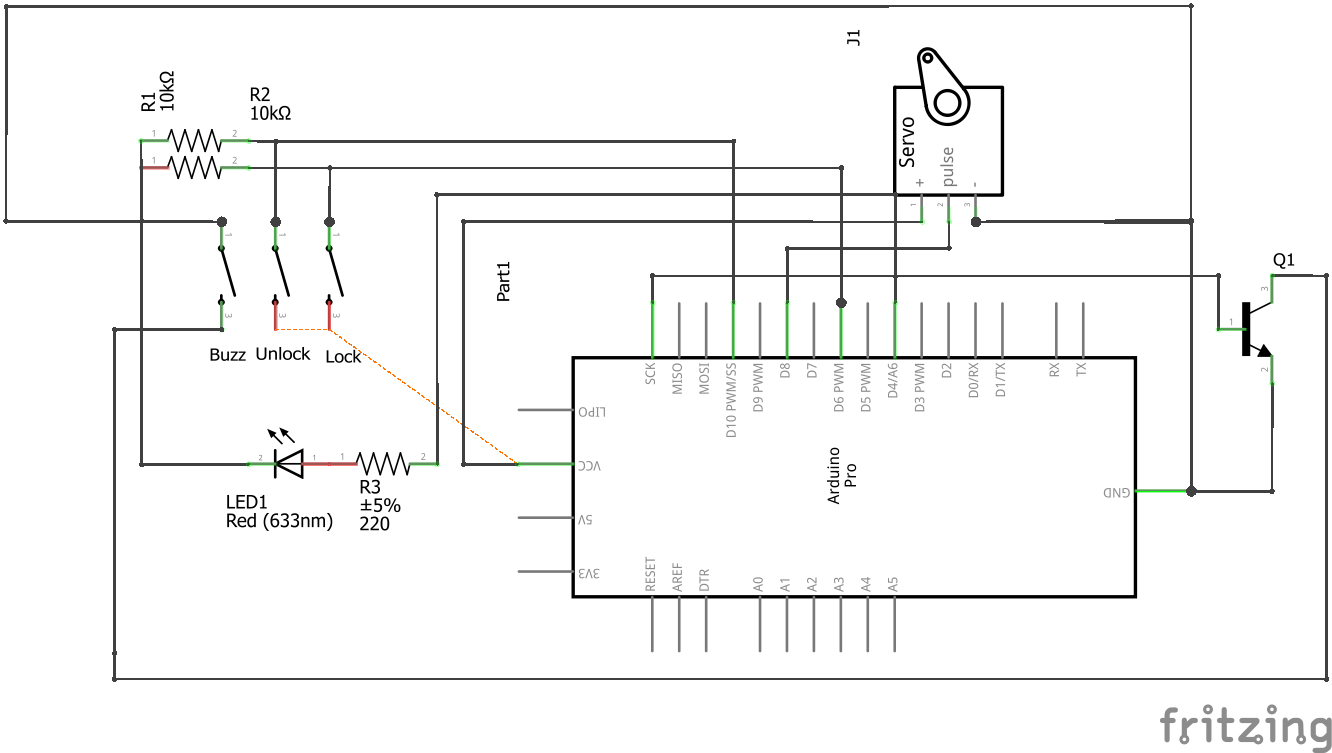 J1
R1
10kΩ
R2
10kΩ
1
2
1
2
Servo
+
pulse
-
1
2
3
1
1
1
3
3
3
Buzz
Unlock
Lock
Part1
Q1
3
1
2
SCK
MISO
MOSI
D10 PWM/SS
D9 PWM
D8
D7
D6 PWM
D5 PWM
D4/A6
D3 PWM
D2
D0/RX
D1/TX
RX
TX
LIPO
VCC
5V
3V3
Arduino
Pro
GND
2
1
1
2
LED1
Red (633nm)
R3
±5%
220
RESET
AREF
DTR
A0
A1
A2
A3
A4
A5
fritzing